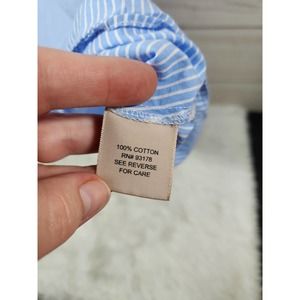 100% COTTON
RN# 93178
SEE REVERSE
FOR CARE